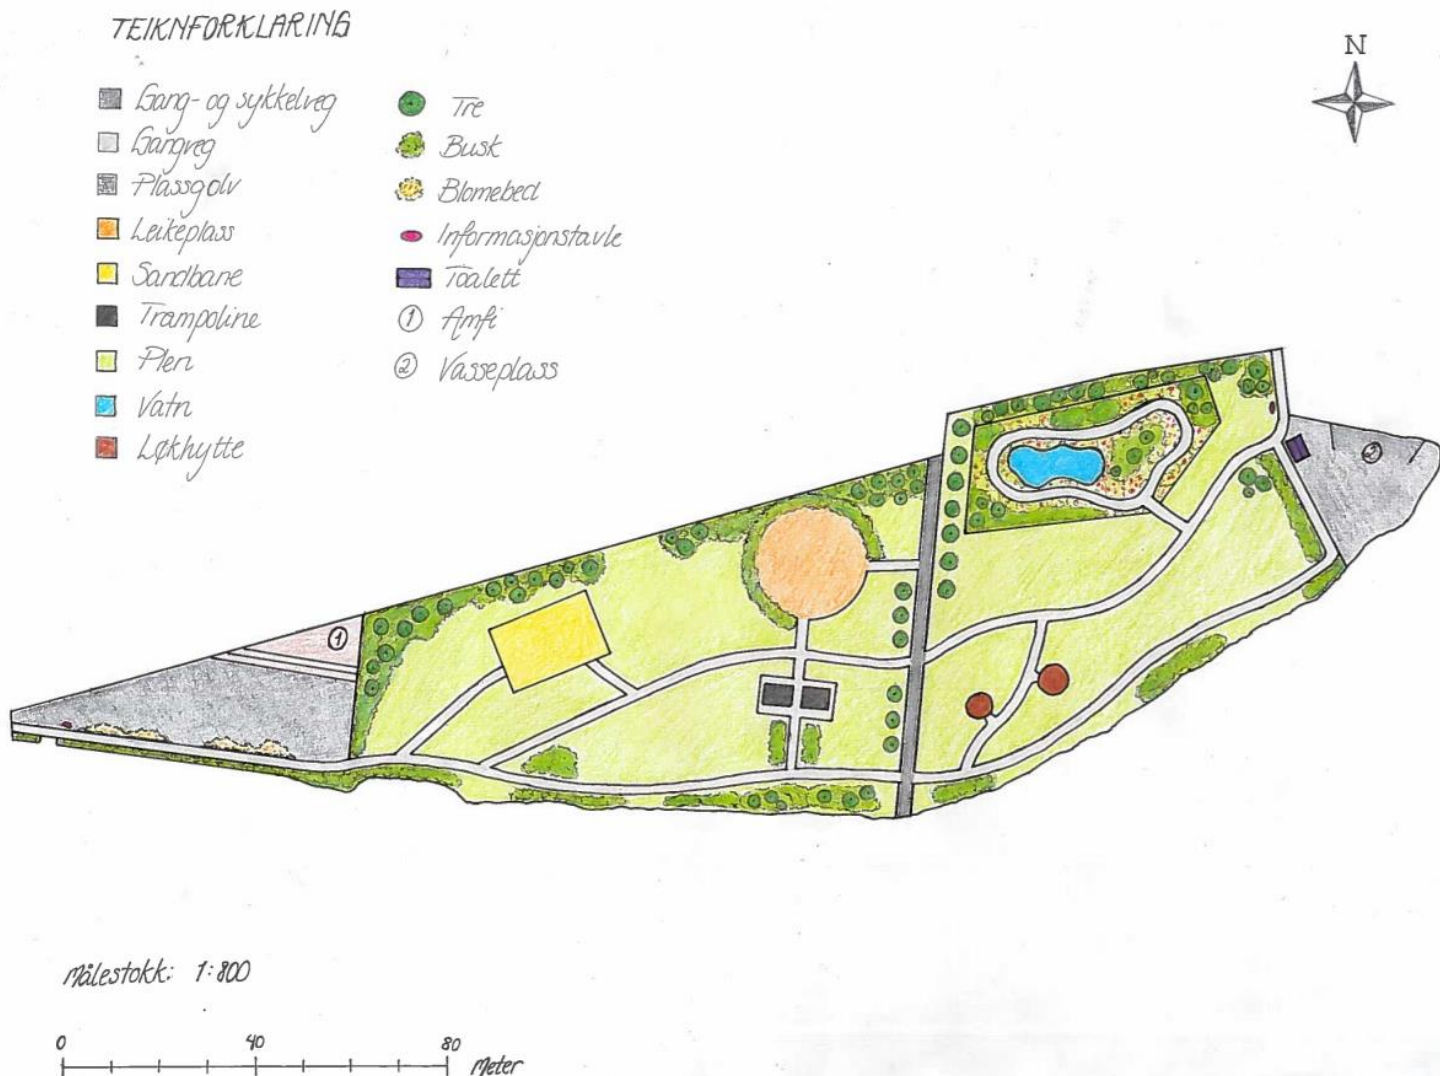 TEIKNFORKLARING
Gang- og sykkelveg
Gangveg
Plassgolv
Leikeplass
Sandbane
Trampoline
Plen
Vatn
Løkhytte
Tre
Busk
Blomebed
Informasjonstavle
Toalett
1 Amfi
2 Vasseplass
N
1
2
Målestokk: 1:800
0 40 80
Meter